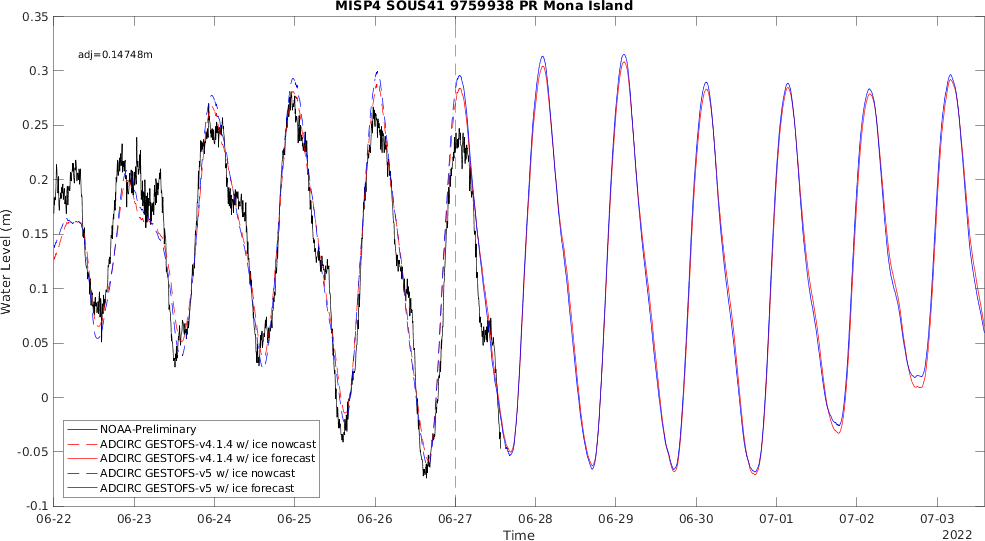 MISP4 SOUS41 9759938 PR Mona Island
adj=0.14748m
0.35
0.3
0.25
0.2
0.15
0.1
0.05
0
-0.05
-0.1
Water Level (m)
NOAA-Preliminary
ADCIRC GESTOFS-v4.1.4 w/ ice nowcast
ADCIRC GESTOFS-v4.1.4 w/ ice forecast
ADCIRC GESTOFS-v5 w/ ice nowcast
ADCIRC GESTOFS-v5 w/ ice forecast
06-22 06-23 06-24 06-25 06-26 06-27 06-28 06-29 06-30 07-01 07-02 07-03
Time
2022